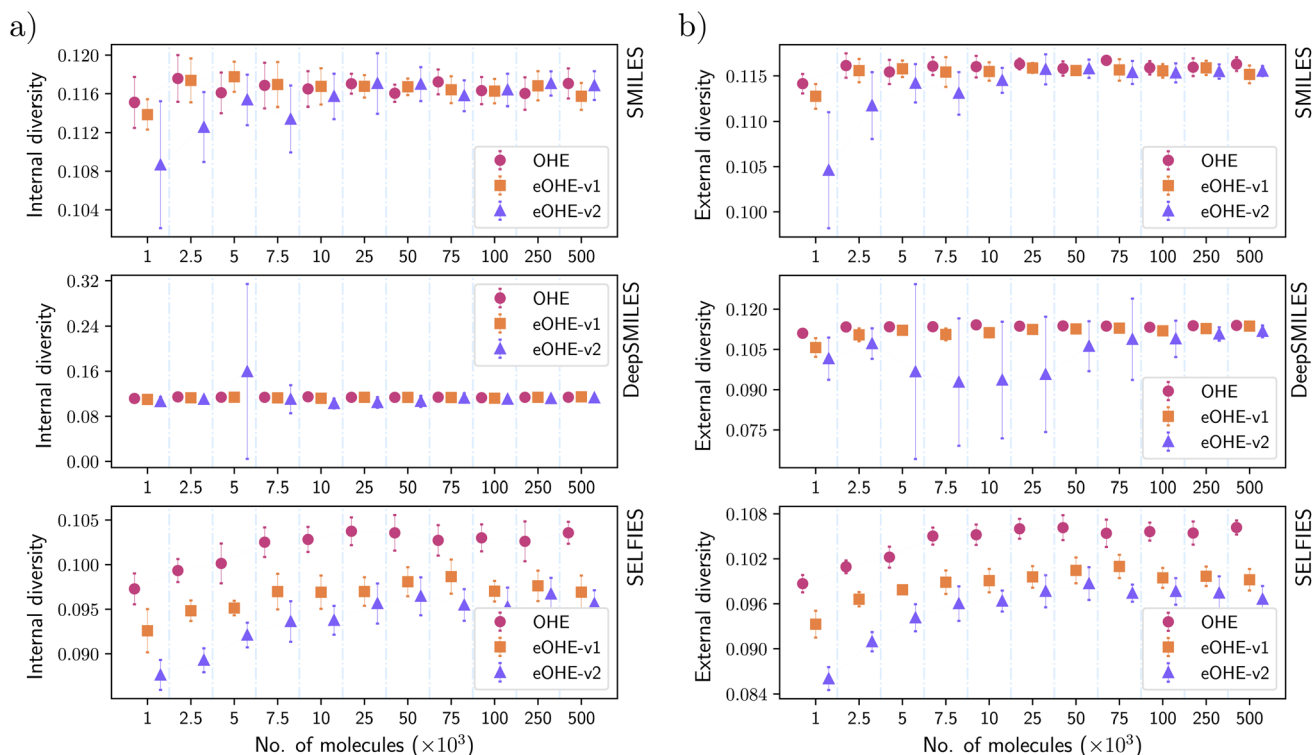 a)
Internal diversity
0.120
0.116
0.112
0.108
0.104
OHE
eOHE-v1
eOHE-v2
1 2.5 5 7.5 10 25 50 75 100 250 500
SMILES
Internal diversity
0.32
0.24
0.16
0.08
0.00
OHE
eOHE-v1
eOHE-v2
1 2.5 5 7.5 10 25 50 75 100 250 500
DeepSMILES
Internal diversity
0.105
0.100
0.095
0.090
OHE
eOHE-v1
eOHE-v2
1 2.5 5 7.5 10 25 50 75 100 250 500
SELFIES
No. of molecules (×10³)
b)
External diversity
0.115
0.110
0.105
0.100
OHE
eOHE-v1
eOHE-v2
1 2.5 5 7.5 10 25 50 75 100 250 500
SMILES
External diversity
0.120
0.105
0.090
0.075
OHE
eOHE-v1
eOHE-v2
1 2.5 5 7.5 10 25 50 75 100 250 500
DeepSMILES
External diversity
0.108
0.102
0.096
0.090
0.084
OHE
eOHE-v1
eOHE-v2
1 2.5 5 7.5 10 25 50 75 100 250 500
SELFIES
No. of molecules (×10³)